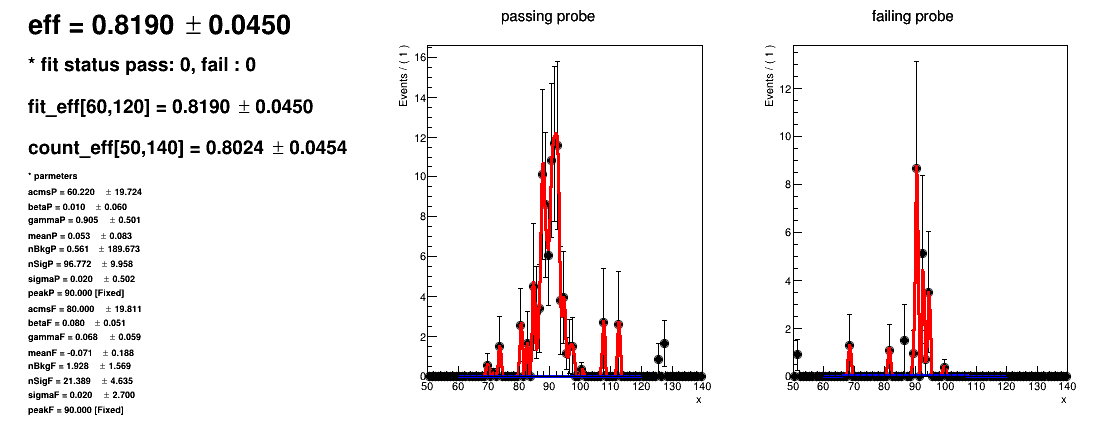 eff = 0.8190 ± 0.0450
* fit status pass: 0, fail : 0
fit_eff[60,120] = 0.8190 ± 0.0450
count_eff[50,140] = 0.8024 ± 0.0454
* parmeters
acmsP = 60.220 ± 19.724
betaP = 0.010 ± 0.060
gammaP = 0.905 ± 0.501
meanP = 0.053 ± 0.083
nBkgP = 0.561 ± 189.673
nSigP = 96.772 ± 9.958
sigmaP = 0.020 ± 0.502
peakP = 90.000 [Fixed]
acmsF = 80.000 ± 19.811
betaF = 0.080 ± 0.051
gammaF = 0.068 ± 0.059
meanF = -0.071 ± 0.188
nBkgF = 1.928 ± 1.569
nSigF = 21.389 ± 4.635
sigmaF = 0.020 ± 2.700
peakF = 90.000 [Fixed]
passing probe
Events / ( 1 )
16
14
12
10
8
6
4
2
0
50 60 70 80 90 100 110 120 130 140
x
failing probe
Events / ( 1 )
12
10
8
6
4
2
0
50 60 70 80 90 100 110 120 130 140
x